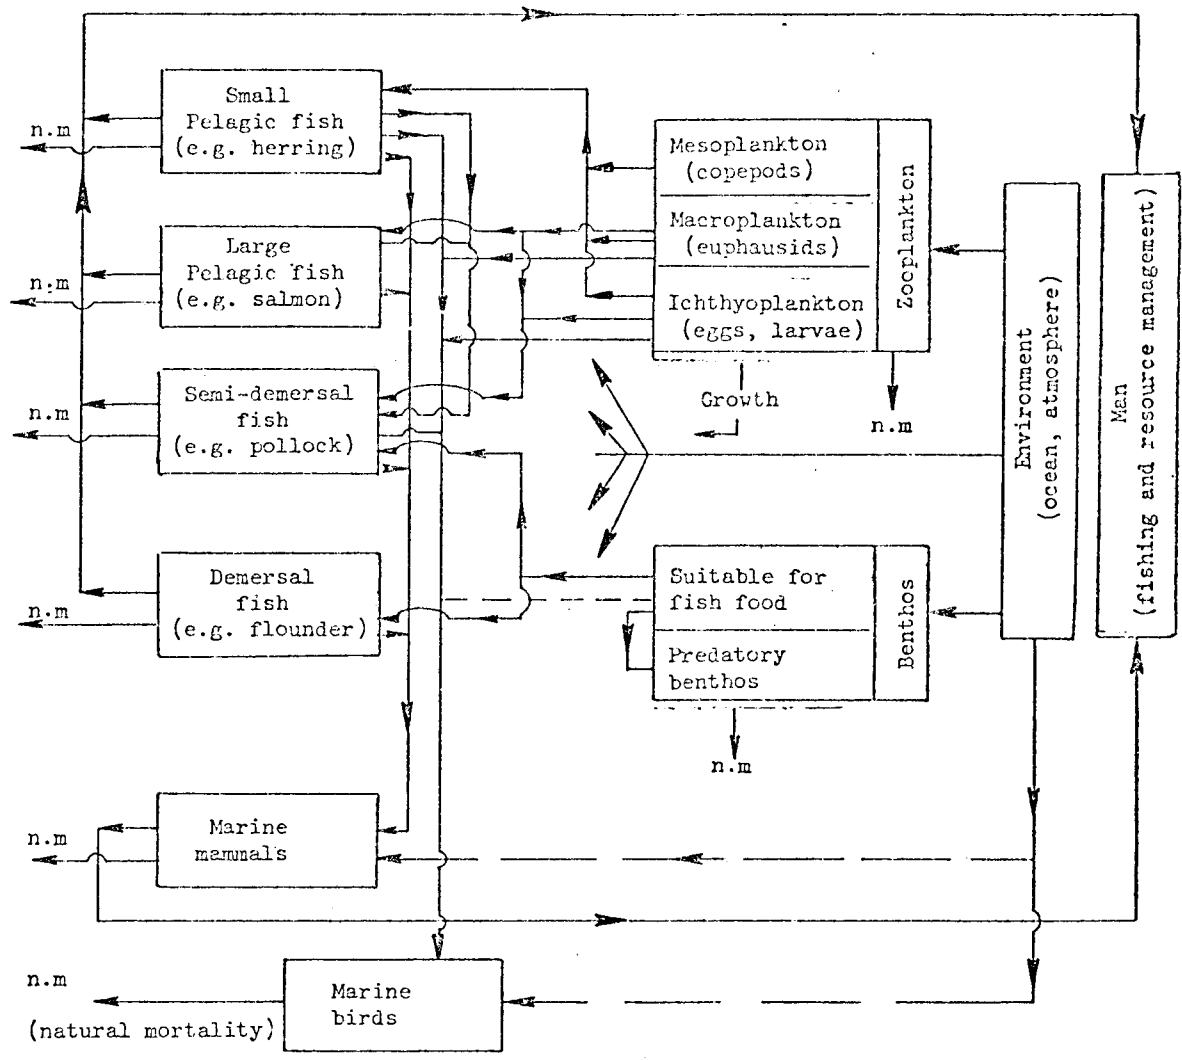 Small
Pelagic fish
(e.g. herring)
n.m
Large
Pelagic fish
(e.g. salmon)
n.m
Semi-demersal
fish
(e.g. pollock)
n.m
Demersal
fish
(e.g. flounder)
n.m
Marine
mammals
n.m
Marine
birds
n.m
(natural mortality)
Mesoplankton
(copepods)
Macroplankton
(euphausids)
Ichthyoplankton
(eggs, larvae)
Zooplankton
Growth
n.m
Suitable for
fish food
Predatory
benthos
Benthos
n.m
Environment
(ocean, atmosphere)
Man
(fishing and resource management)